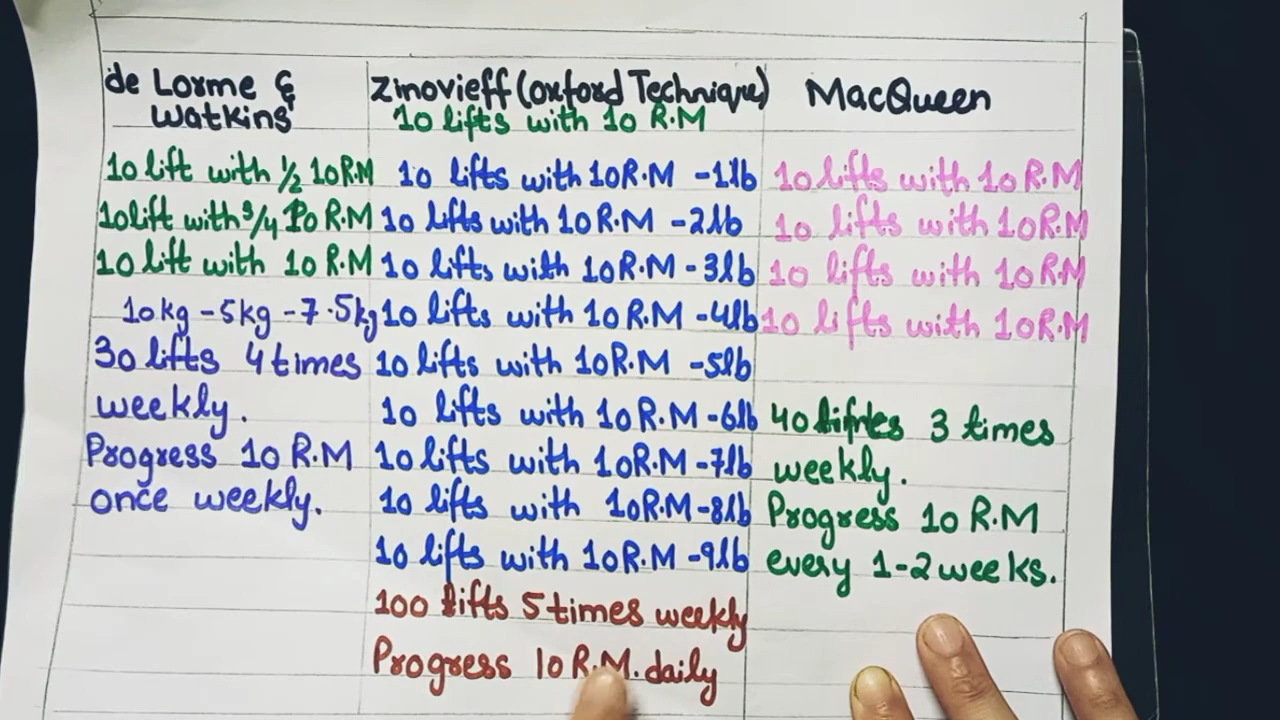 de Lorme &
Watkins
10 lift with 1/2 10R.M
10 lift with 3/4 10 R.M
10 lift with 10 R.M
10kg - 5kg - 7.5kg
30 lifts 4 times
weekly.
Progress 10 R.M
once weekly.
Zinovieff (Oxford Technique)
10 lifts with 10 R.M
10 lifts with 10R.M -1lb
10 lifts with 10R.M -2lb
10 lifts with 10R.M -3lb
10 lifts with 10R.M -4lb
10 lifts with 10R.M -5lb
10 lifts with 10R.M -6lb
10 lifts with 10R.M -7lb
10 lifts with 10R.M -8lb
10 lifts with 10R.M -9lb
100 lifts 5 times weekly
Progress 10 R.M. daily
MacQueen
10 lifts with 10R.M
10 lifts with 10R.M
10 lifts with 10R.M
10 lifts with 10R.M
40 3 times
weekly.
Progress 10 R.M
every 1-2 weeks.